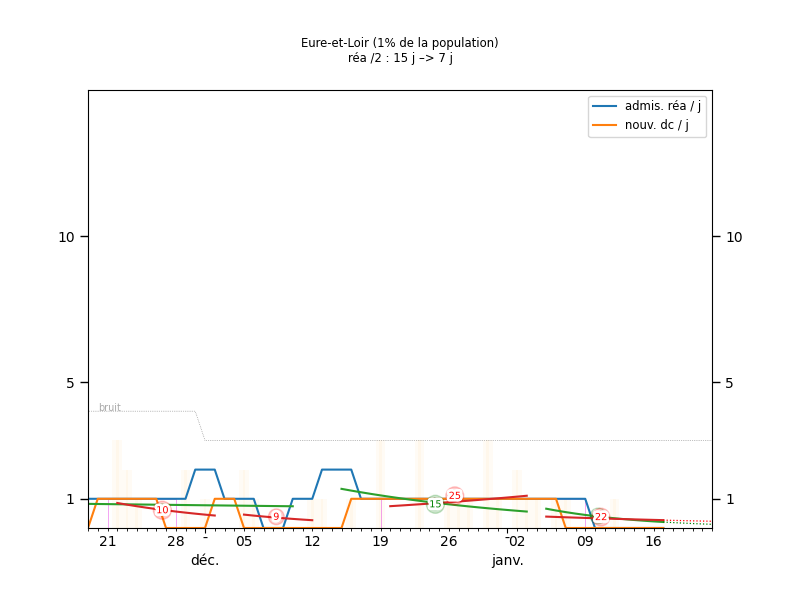 Eure-et-Loir (1% de la population)
réa /2 : 15 j –> 7 j
admis. réa / j
nouv. dc / j
10
10
5
5
bruit
1
1
10
9
15
25
22
21
28
05
12
19
26
02
09
16
déc.
janv.